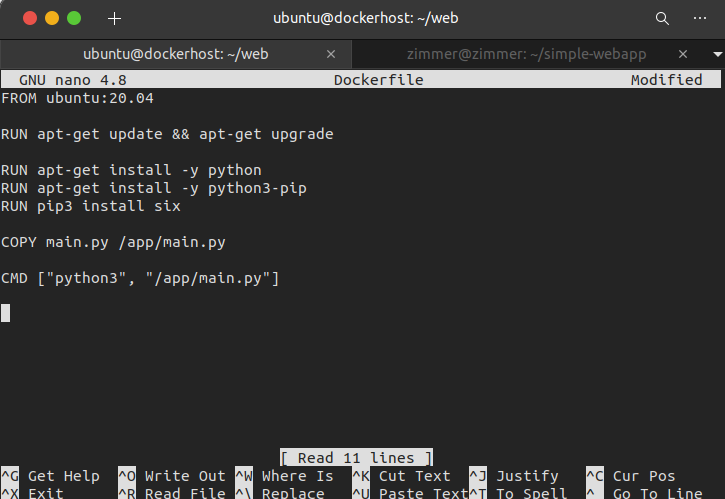 ubuntu@dockerhost: ~/web
ubuntu@dockerhost: ~/web
zimmer@zimmer: ~/simple-webapp
GNU nano 4.8 Dockerfile Modified
FROM ubuntu:20.04
RUN apt-get update && apt-get upgrade
RUN apt-get install -y python
RUN apt-get install -y python3-pip
RUN pip3 install six
COPY main.py /app/main.py
CMD ["python3", "/app/main.py"]
[ Read 11 lines ]
^G Get Help ^O Write Out ^W Where Is ^K Cut Text ^J Justify ^C Cur Pos
^X Exit ^R Read File ^\ Replace ^U Paste Text ^T To Spell ^_ Go To Line